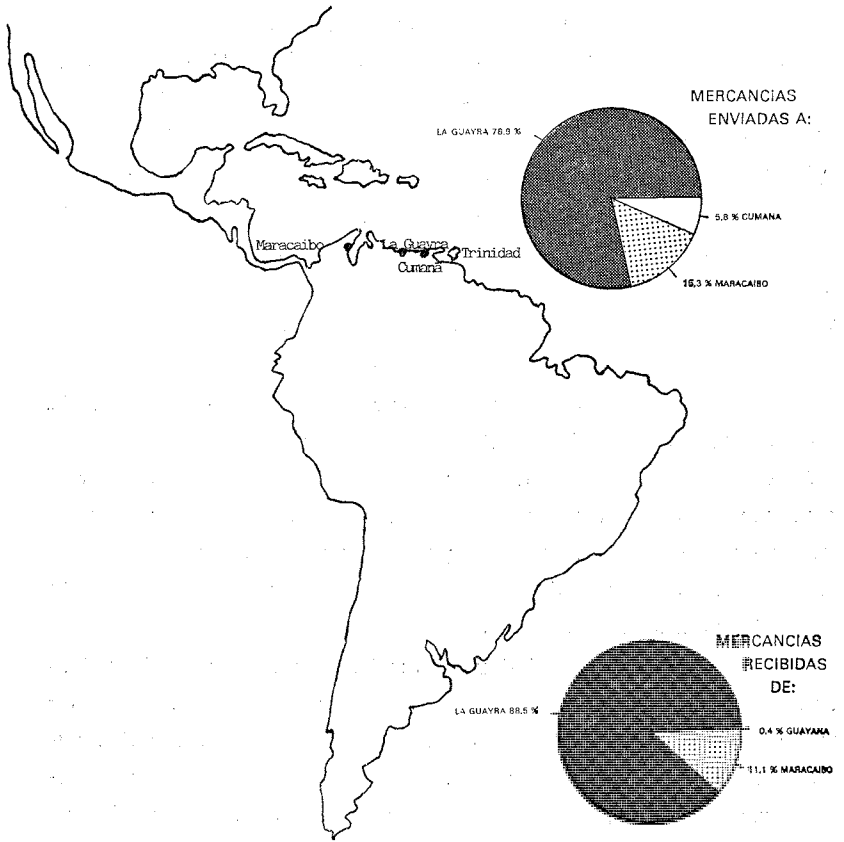 MERCANCIAS
ENVIADAS A:
LA GUAYRA 78.9 %
5,8 % CUMANA
15,3 % MARACAIBO
Maracaibo
La Guayra
Cumaná
Trinidad
MERCANCIAS
RECIBIDAS
DE:
LA GUAYRA 88.5 %
0,4 % GUAYANA
11,1 % MARACAIBO